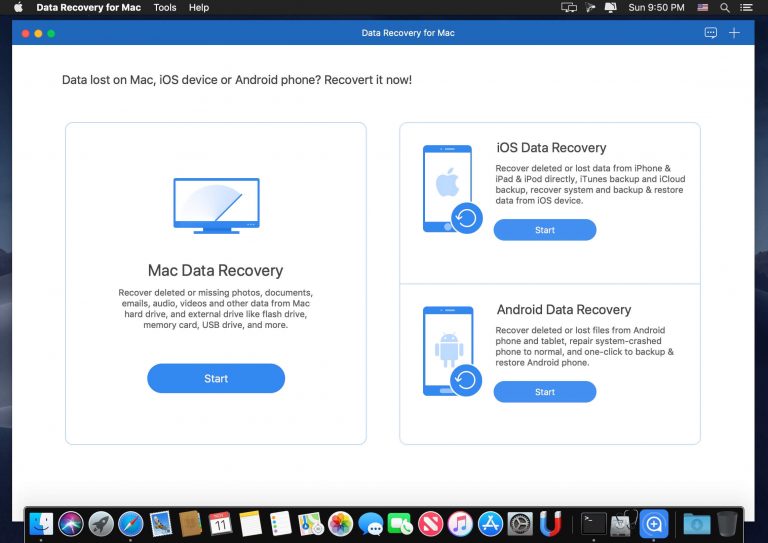 Data Recovery for Mac Tools Help Sun 9:50 PM
Data Recovery for Mac
Data lost on Mac, iOS device or Android phone? Recover it now!
Mac Data Recovery
Recover deleted or missing photos, documents,
emails, audio, videos and other data from Mac
hard drive, and external drive like flash drive,
memory card, USB drive, and more.
Start
iOS Data Recovery
Recover deleted or lost data from iPhone &
iPad & iPod directly, iTunes backup and iCloud
backup, recover system and backup & restore
data from iOS device.
Start
Android Data Recovery
Recover deleted or lost files from Android
phone and tablet, repair system-crashed
phone to normal, and one-click to backup &
restore Android phone.
Start
11